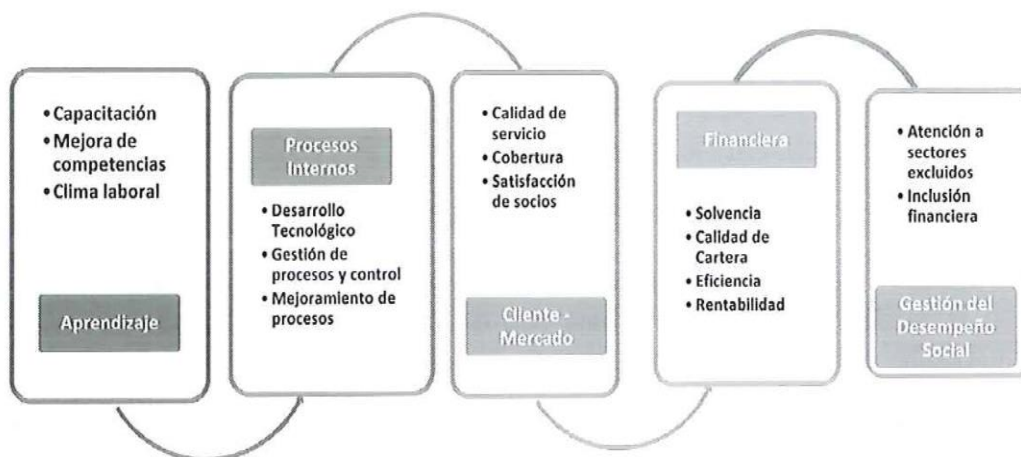 • Capacitación
• Mejora de
competencias
• Clima laboral
Aprendizaje
Procesos
Internos
• Desarrollo
Tecnológico
• Gestión de
procesos y control
• Mejoramiento de
procesos
• Calidad de
servicio
• Cobertura
• Satisfacción
de socios
Cliente -
Mercado
Financiera
• Solvencia
• Calidad de
Cartera
• Eficiencia
• Rentabilidad
• Atención a
sectores
excluidos
• Inclusión
financiera
Gestión del
Desempeño
Social